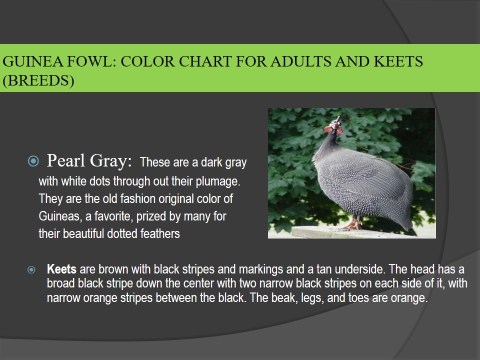 GUINEA FOWL: COLOR CHART FOR ADULTS AND KEETS
(BREEDS)
Pearl Gray: These are a dark gray
with white dots through out their plumage.
They are the old fashion original color of
Guineas, a favorite, prized by many for
their beautiful dotted feathers
Keets are brown with black stripes and markings and a tan underside. The head has a
broad black stripe down the center with two narrow black stripes on each side of it, with
narrow orange stripes between the black. The beak, legs, and toes are orange.